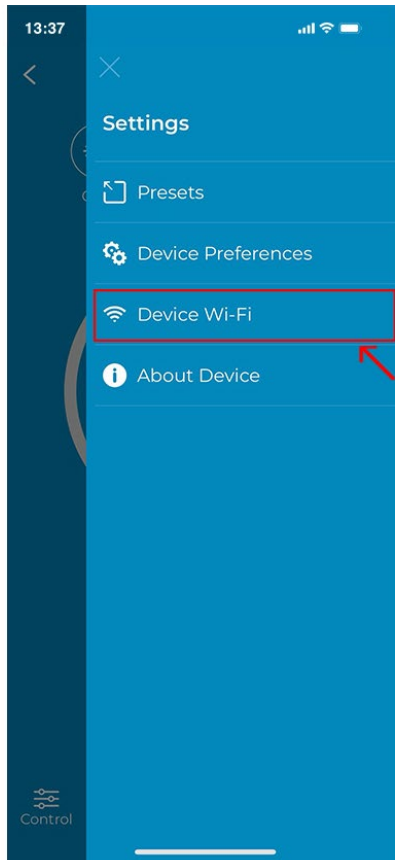 13:37
Settings
Presets
Device Preferences
Device Wi-Fi
About Device
Control